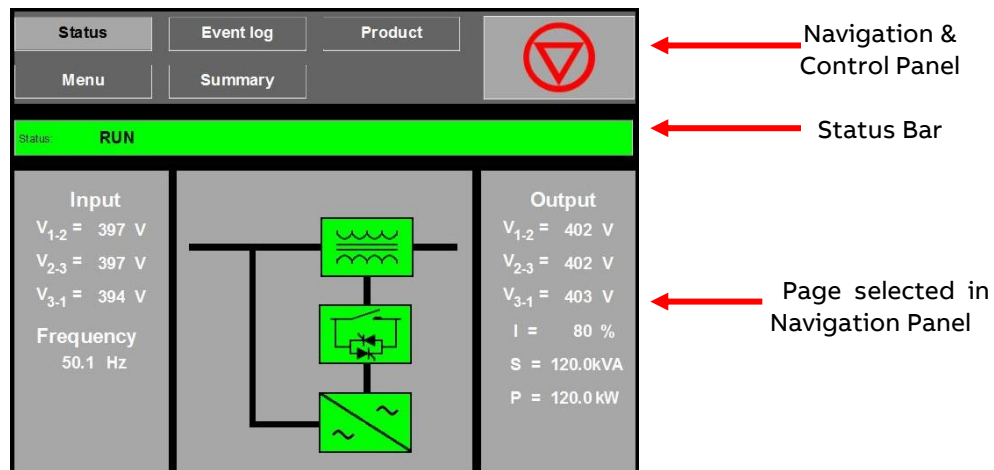 Status Event log Product
Menu Summary
Navigation &
Control Panel
Status: RUN
Status Bar
Input
V1-2 = 397 V
V2-3 = 397 V
V3-1 = 394 V
Frequency
50.1 Hz
Output
V1-2 = 402 V
V2-3 = 402 V
V3-1 = 403 V
I = 80 %
S = 120.0kVA
P = 120.0 kW
Page selected in
Navigation Panel